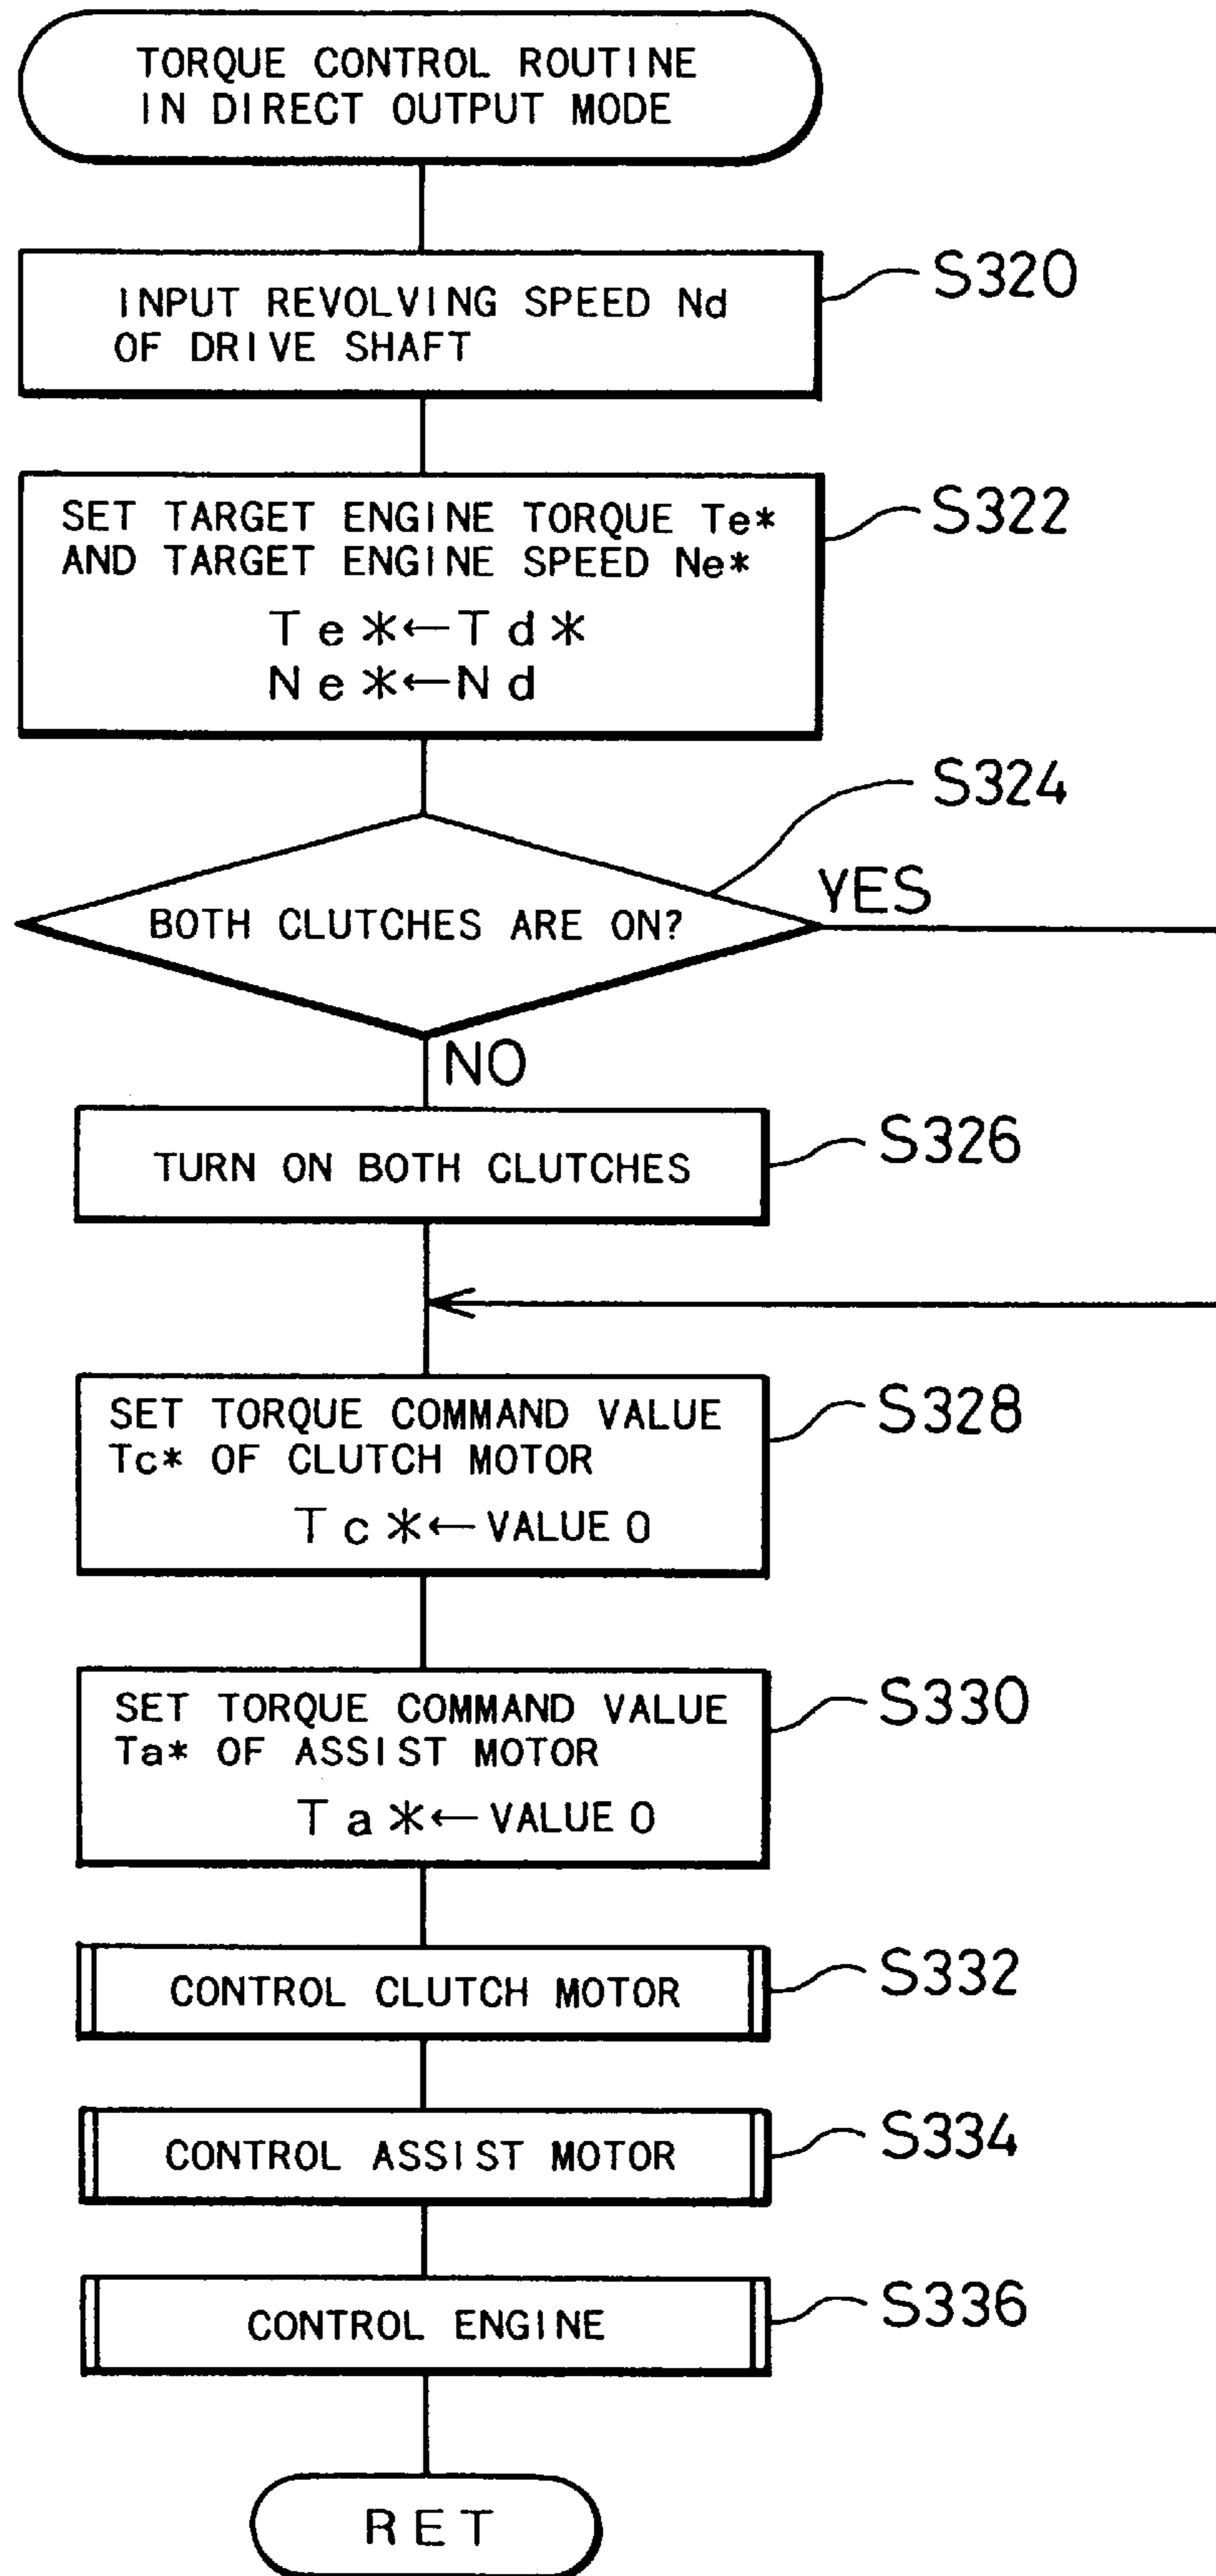 TORQUE CONTROL ROUTINE
IN DIRECT OUTPUT MODE
S320
INPUT REVOLVING SPEED Nd
OF DRIVE SHAFT
S322
SET TARGET ENGINE TORQUE Te*
AND TARGET ENGINE SPEED Ne*
Te*←Td*
Ne*←Nd
S324
BOTH CLUTCHES ARE ON?
YES
NO
S326
TURN ON BOTH CLUTCHES
S328
SET TORQUE COMMAND VALUE
Tc* OF CLUTCH MOTOR
Tc*←VALUE 0
S330
SET TORQUE COMMAND VALUE
Ta* OF ASSIST MOTOR
Ta*←VALUE 0
S332
CONTROL CLUTCH MOTOR
S334
CONTROL ASSIST MOTOR
S336
CONTROL ENGINE
RET